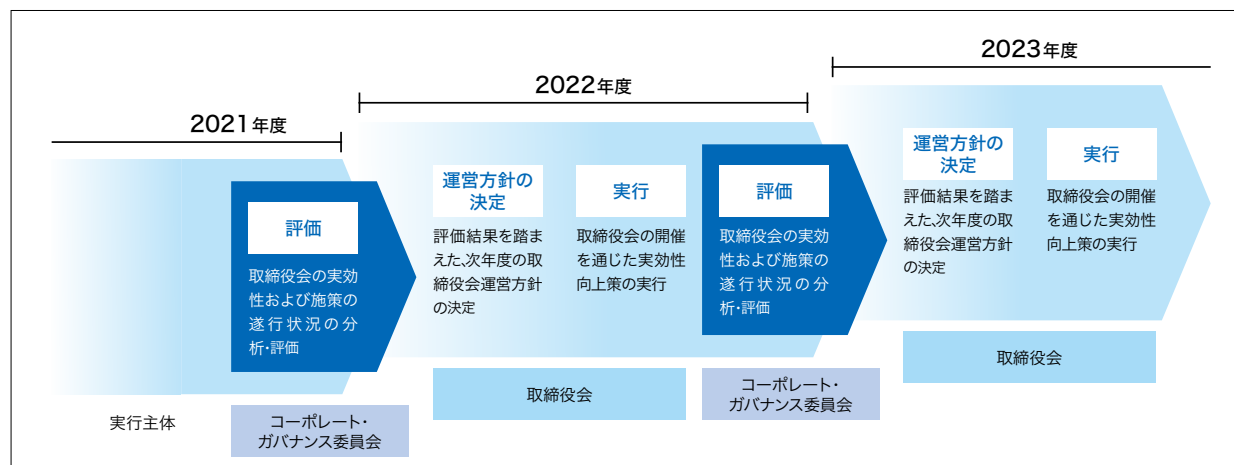 2021年度
評価
取締役会の実効
性および施策の
遂行状況の分
析・評価
実行主体
コーポレート・
ガバナンス委員会
2022年度
運営方針の
決定
評価結果を踏ま
えた、次年度の取
締役会運営方針
の決定
実行
取締役会の開催
を通じた実効性
向上策の実行
取締役会
評価
取締役会の実効
性および施策の
遂行状況の分
析・評価
コーポレート・
ガバナンス委員会
2023年度
運営方針の
決定
評価結果を踏ま
えた、次年度の取
締役会運営方針
の決定
実行
取締役会の開催
を通じた実効性
向上策の実行
取締役会